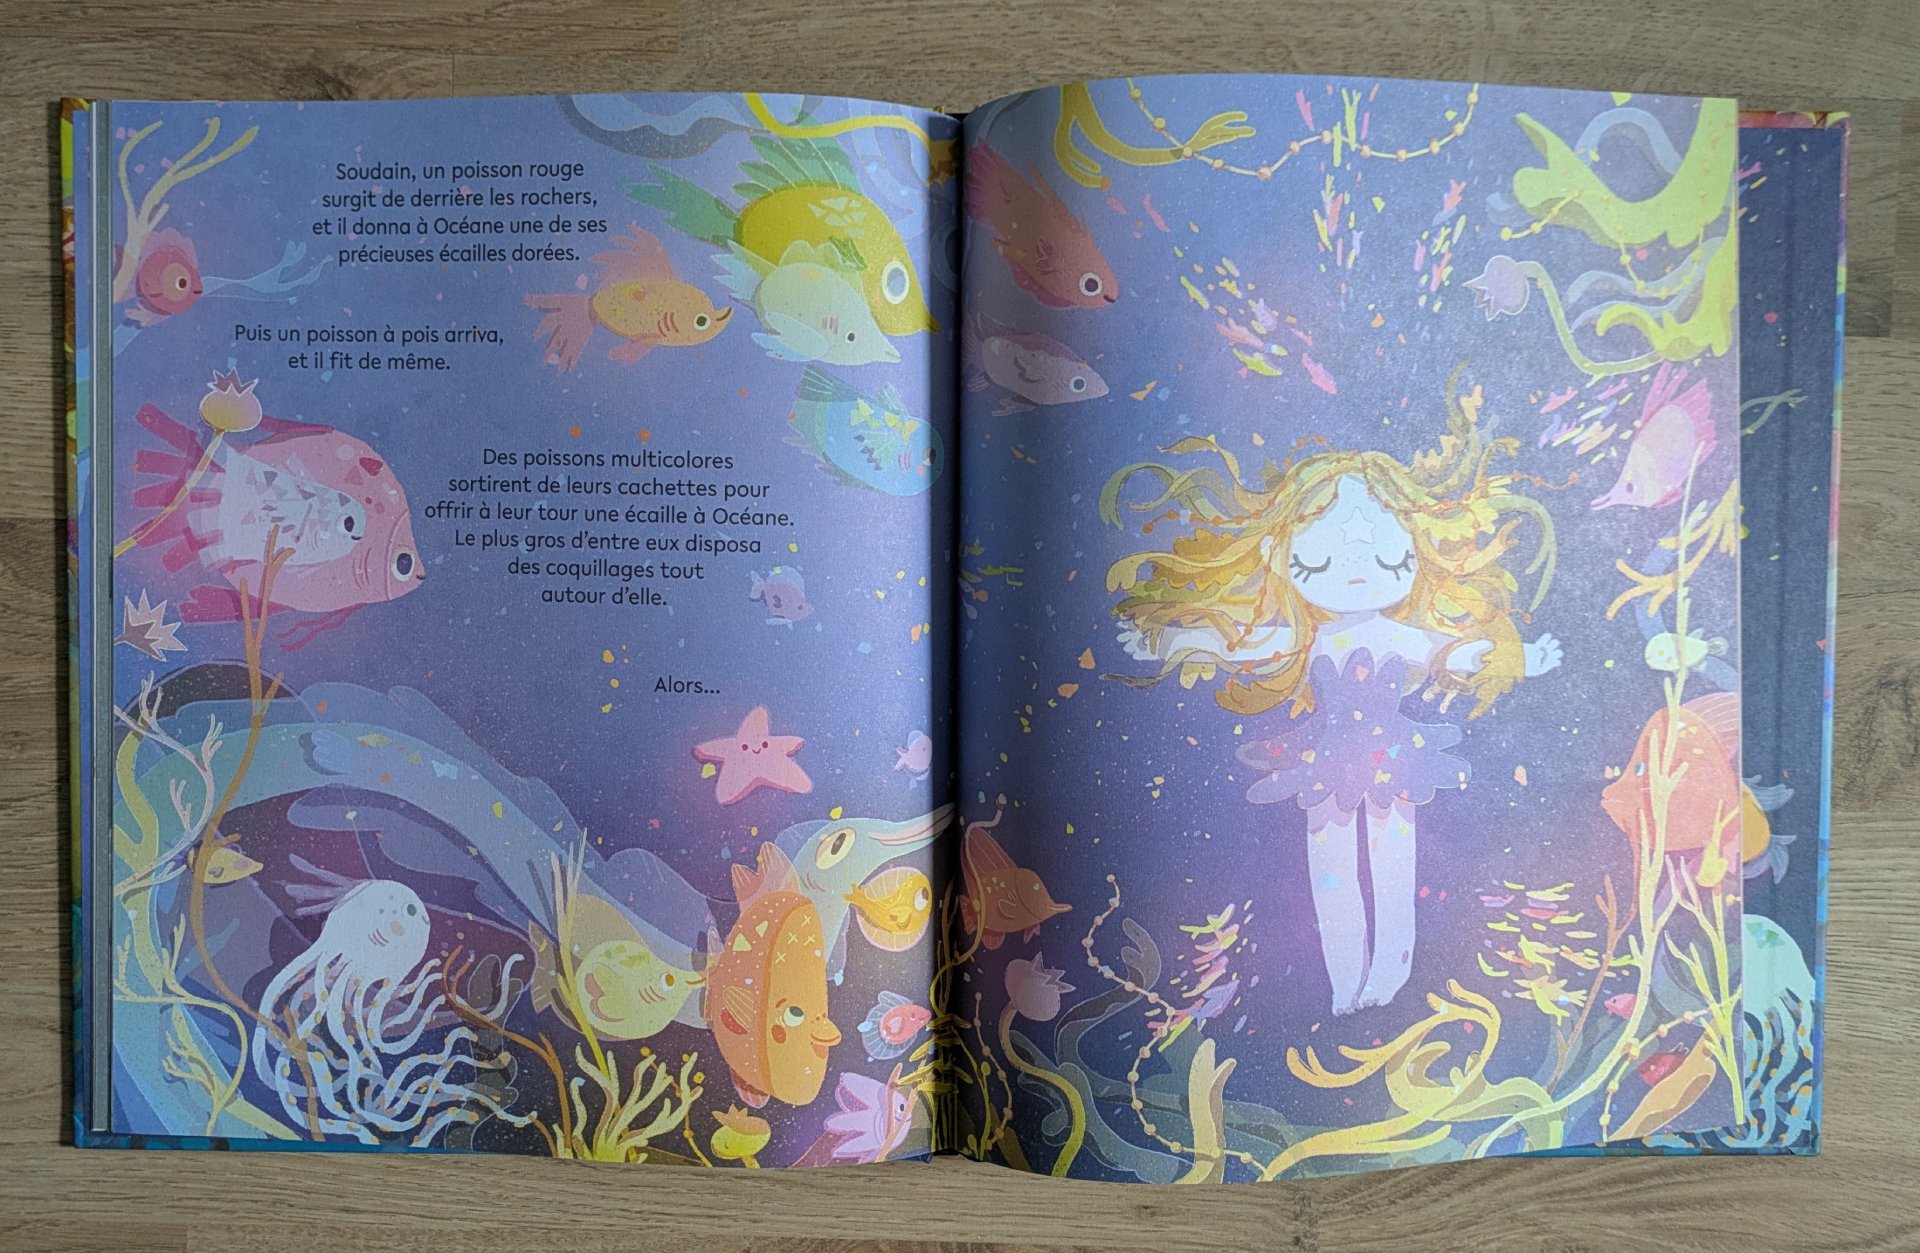 Soudain, un poisson rouge
surgit de derrière les rochers,
et il donna à Océane une de ses
précieuses écailles dorées.
Puis un poisson à pois arriva,
et il fit de même.
Des poissons multicolores
sortirent de leurs cachettes pour
offrir à leur tour une écaille à Océane.
Le plus gros d'entre eux disposa
des coquillages tout
autour d'elle.
Alors...